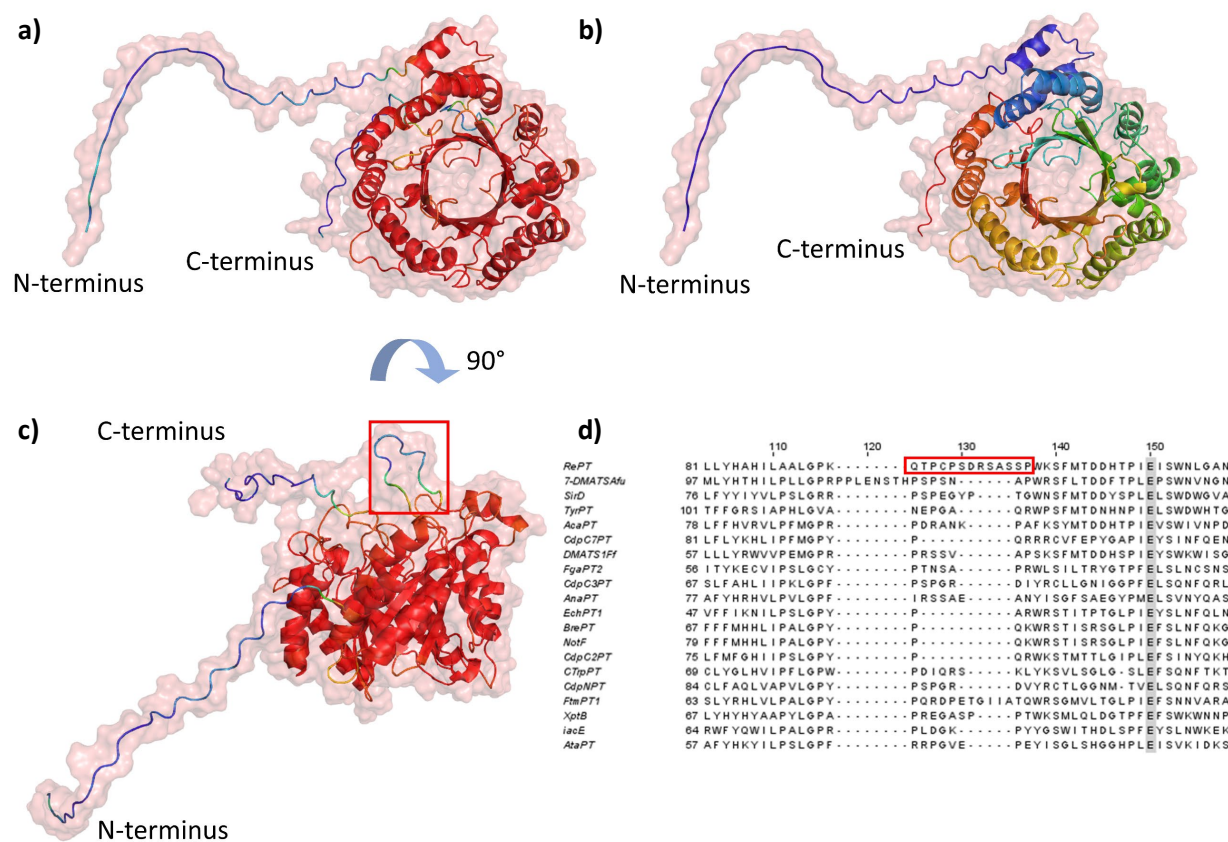 a)
b)
N-terminus
C-terminus
N-terminus
C-terminus
90°
c)
C-terminus
N-terminus
d)
110 120 130 140 150
RePT 81 LLYHAHILAALGPK-------QTPCPSDRSASSPWKSFMTDDHTPIEISWNLGAN
7-DMATSAfu 97 MLYHTHILPLLGPRPPLENSTHPSPSN------APWRSFLTDDFTPLEPSWNVNGN
SirD 76 LFYYIYVLPSLGRR--------PSPEGYP----TGWNSFMTDDYSPLELSWDWGVA
TyrPT 101 TFFGRSIAPHLGVA--------NEPGA------QRWPSFMTDNHNPIELSWDWHTG
AcaPT 78 LFFHVRVLPFMGPR--------PDRANK-----PAFKSYMTDDHTPIEVSWIVNPD
CdpC7PT 81 LFLYKHVIPLLGPY--------P----------QRRRCVFEPYGAPIEYSINFQEN
DMATS1Ff 57 LLLYRWVVPEMGPR--------PRSSV------APSKSFMTDDHSPIEYSWKWISG
FgaPT2 56 ITYKECVIPSLGCY--------PTNSA------PRWLSILTRYGTPFELSLNCSNS
CdpC3PT 67 LSFAHLIIPKLGPF--------PSPGR------DIYRCLLGNIGGPFELSQNFQRL
AnaPT 77 AFYHRHVLPVLGPF--------IRSSAE-----ANYISGFSAEGYPMELSVNYQAS
EchPT1 47 VFFIKNILPSLGPY--------P----------ARWRSTITPTGLPIEYSLNFQLN
BrePT 67 FFFMHHLIPALGPY--------P----------QKWRSTISRSGLPIEFSLNFQKG
NotF 79 FFFMHHLIPALGPY--------P----------QKWRSTISRSGLPIEFSLNFQKG
CdpC2PT 75 LFMFGHIIPSLGPY--------P----------QRWKSTMTTLGIPLEFSINYQKH
CTrpPT 69 CLYGLHVIPFLGPW--------PDIQRS-----KLYKSVLSGLG-SLELSQNFTKT
CdpNPT 84 CLFAQLVAPVLGPY--------PSPGR------DVYRCTLGGNM-TVELSQNFQRS
FtmPT1 63 SLYRHVLTPVLGPY--------PQRDPETGIIATQWRSGMVLTGLPIEFSNNVARA
XptB 67 LYHYHYAAPYLGPA--------PREGASP----PTWKSMLQLDGTPFEFSWKWNNP
iacE 64 RWFYQWILPALGPR--------PLDGK------PYYGSWITHDLSPFEYSLNWKEK
AtaPT 57 AFYHKYILPSLGPF--------RRPGVE-----PEYISGLSHGGHPLEISVKIDKS